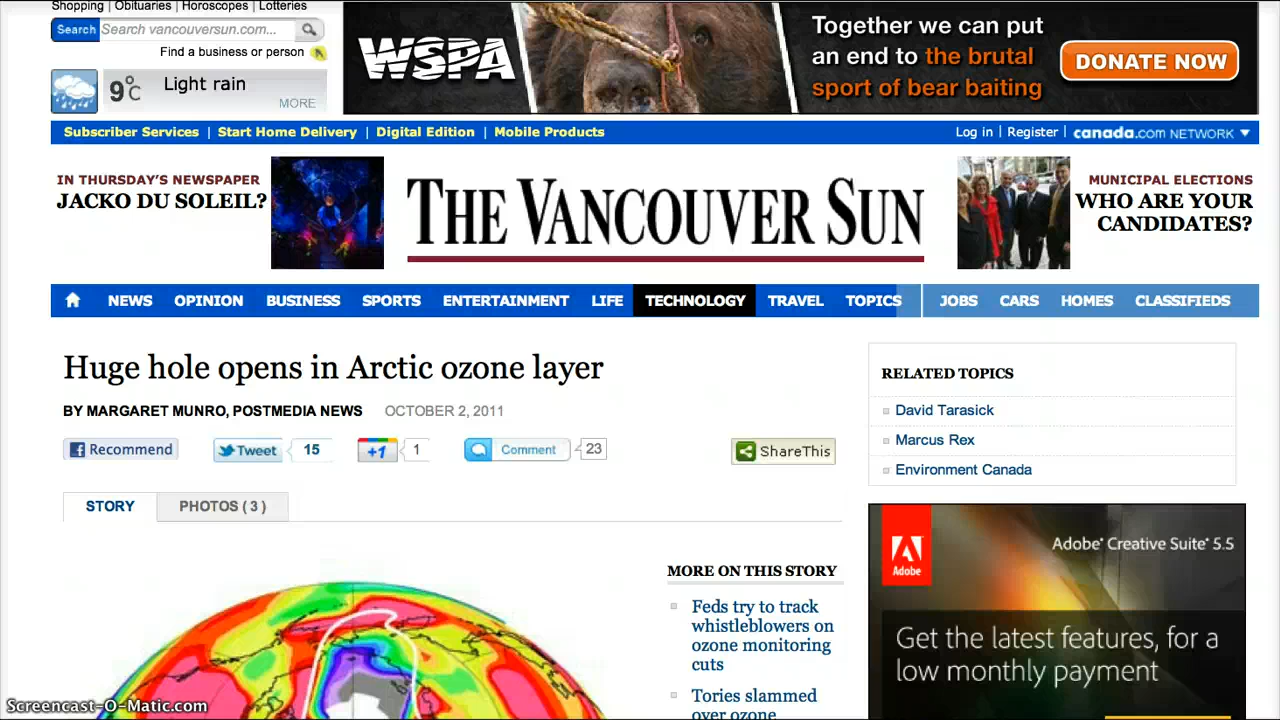 Shopping | Obituaries | Horoscopes | Lotteries
Search Search vancouversun.com...
Find a business or person
9°C Light rain
MORE
WSPA
Together we can put
an end to the brutal
sport of bear baiting
DONATE NOW
Subscriber Services | Start Home Delivery | Digital Edition | Mobile Products
Log in | Register | canada.com NETWORK
IN THURSDAY'S NEWSPAPER
JACKO DU SOLEIL?
THE VANCOUVER SUN
MUNICIPAL ELECTIONS
WHO ARE YOUR
CANDIDATES?
NEWS OPINION BUSINESS SPORTS ENTERTAINMENT LIFE TECHNOLOGY TRAVEL TOPICS JOBS CARS HOMES CLASSIFIEDS
Huge hole opens in Arctic ozone layer
BY MARGARET MUNRO, POSTMEDIA NEWS OCTOBER 2, 2011
Recommend Tweet 15 +1 1 Comment 23 ShareThis
STORY PHOTOS ( 3 )
MORE ON THIS STORY
Feds try to track
whistleblowers on
ozone monitoring
cuts
Tories slammed
over ozone
RELATED TOPICS
David Tarasick
Marcus Rex
Environment Canada
Adobe
Adobe® Creative Suite® 5.5
Get the latest features, for a
low monthly payment
Screencast-O-Matic.com